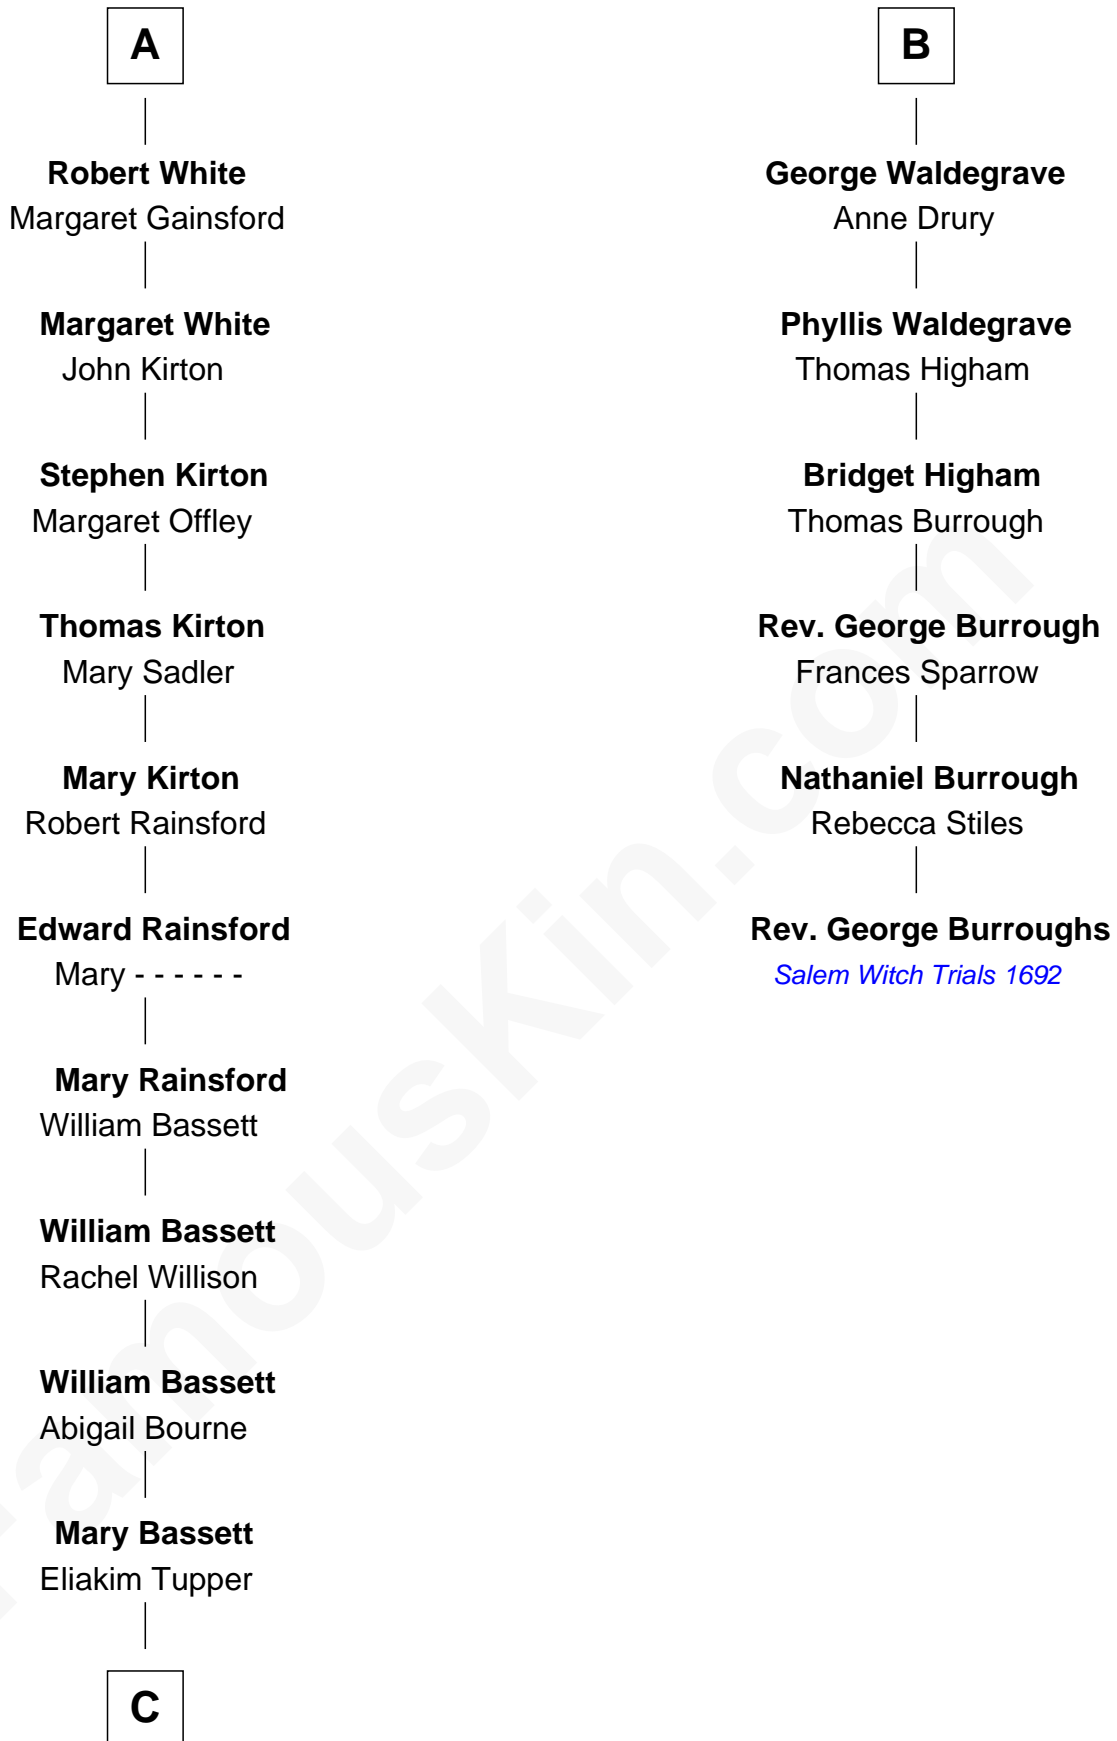 A
Robert White
Margaret Gainsford
Margaret White
John Kirton
Stephen Kirton
Margaret Offley
Thomas Kirton
Mary Sadler
Mary Kirton
Robert Rainsford
Edward Rainsford
Mary - - - - - -
Mary Rainsford
William Bassett
William Bassett
Rachel Willison
William Bassett
Abigail Bourne
Mary Bassett
Eliakim Tupper
C
B
George Waldegrave
Anne Drury
Phyllis Waldegrave
Thomas Higham
Bridget Higham
Thomas Burrough
Rev. George Burrough
Frances Sparrow
Nathaniel Burrough
Rebecca Stiles
Rev. George Burroughs
Salem Witch Trials 1692
FamousKin.com